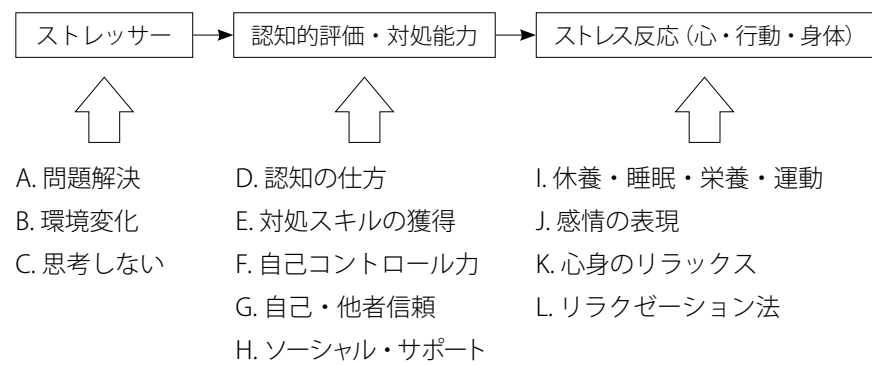 ストレッサー
認知的評価・対処能力
ストレス反応(心・行動・身体)
A. 問題解決
B. 環境変化
C. 思考しない
D. 認知の仕方
E. 対処スキルの獲得
F. 自己コントロール力
G. 自己・他者信頼
H. ソーシャル・サポート
I. 休養・睡眠・栄養・運動
J. 感情の表現
K. 心身のリラックス
L. リラクゼーション法